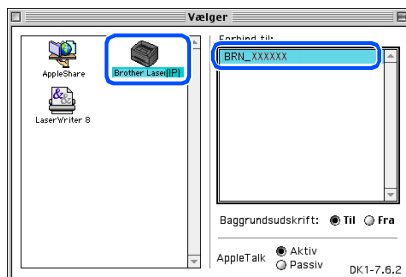 Vælger
AppleShare
Brother Laser(IP)
LaserWriter 8
Forbind til:
BRN_XXXXXX
Baggrundsudskrift: Til Fra
AppleTalk Aktiv
Passiv
DK1-7.6.2